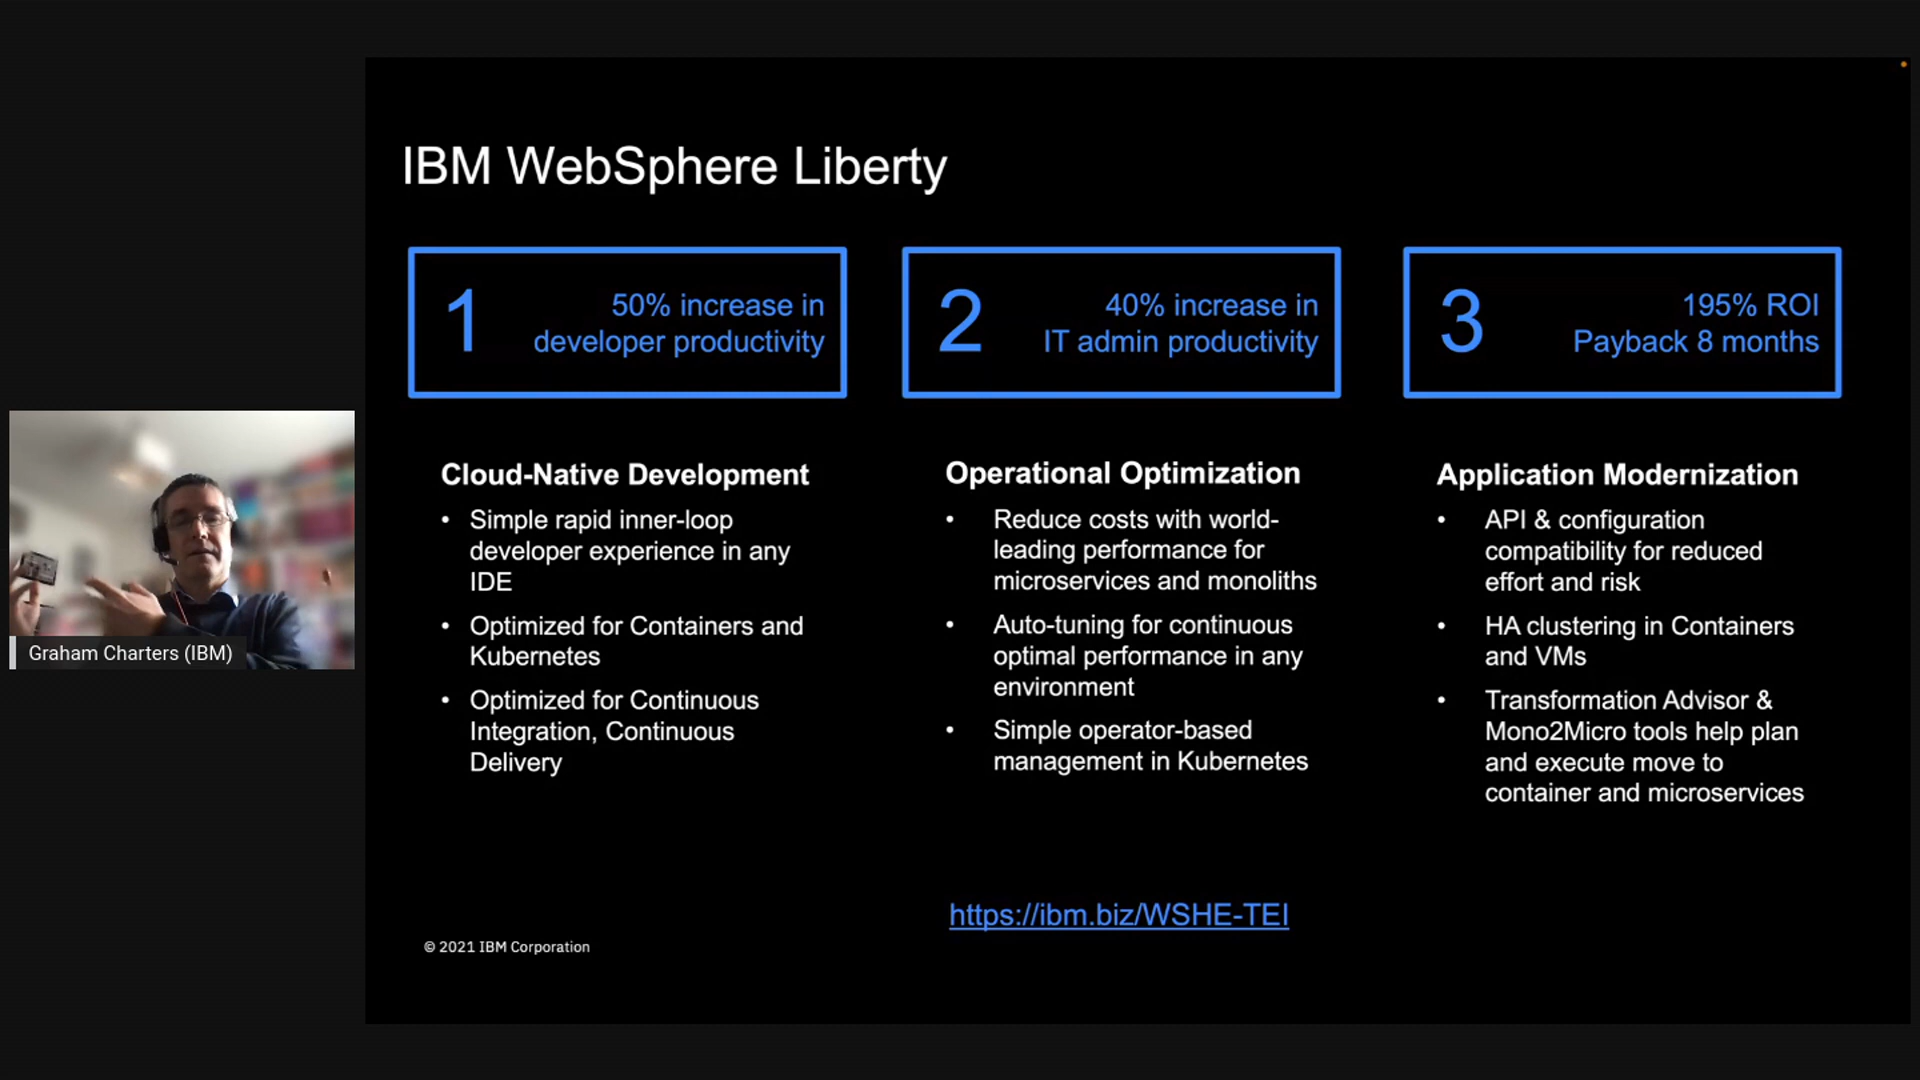 IBM WebSphere Liberty
1
50% increase in
developer productivity
2
40% increase in
IT admin productivity
3
195% ROI
Payback 8 months
Cloud-Native Development
• Simple rapid inner-loop
developer experience in any
IDE
• Optimized for Containers and
Kubernetes
• Optimized for Continuous
Integration, Continuous
Delivery
Operational Optimization
• Reduce costs with world-
leading performance for
microservices and monoliths
• Auto-tuning for continuous
optimal performance in any
environment
• Simple operator-based
management in Kubernetes
Application Modernization
• API & configuration
compatibility for reduced
effort and risk
• HA clustering in Containers
and VMs
• Transformation Advisor &
Mono2Micro tools help plan
and execute move to
container and microservices
https://ibm.biz/WSHE-TEI
© 2021 IBM Corporation
Graham Charters (IBM)